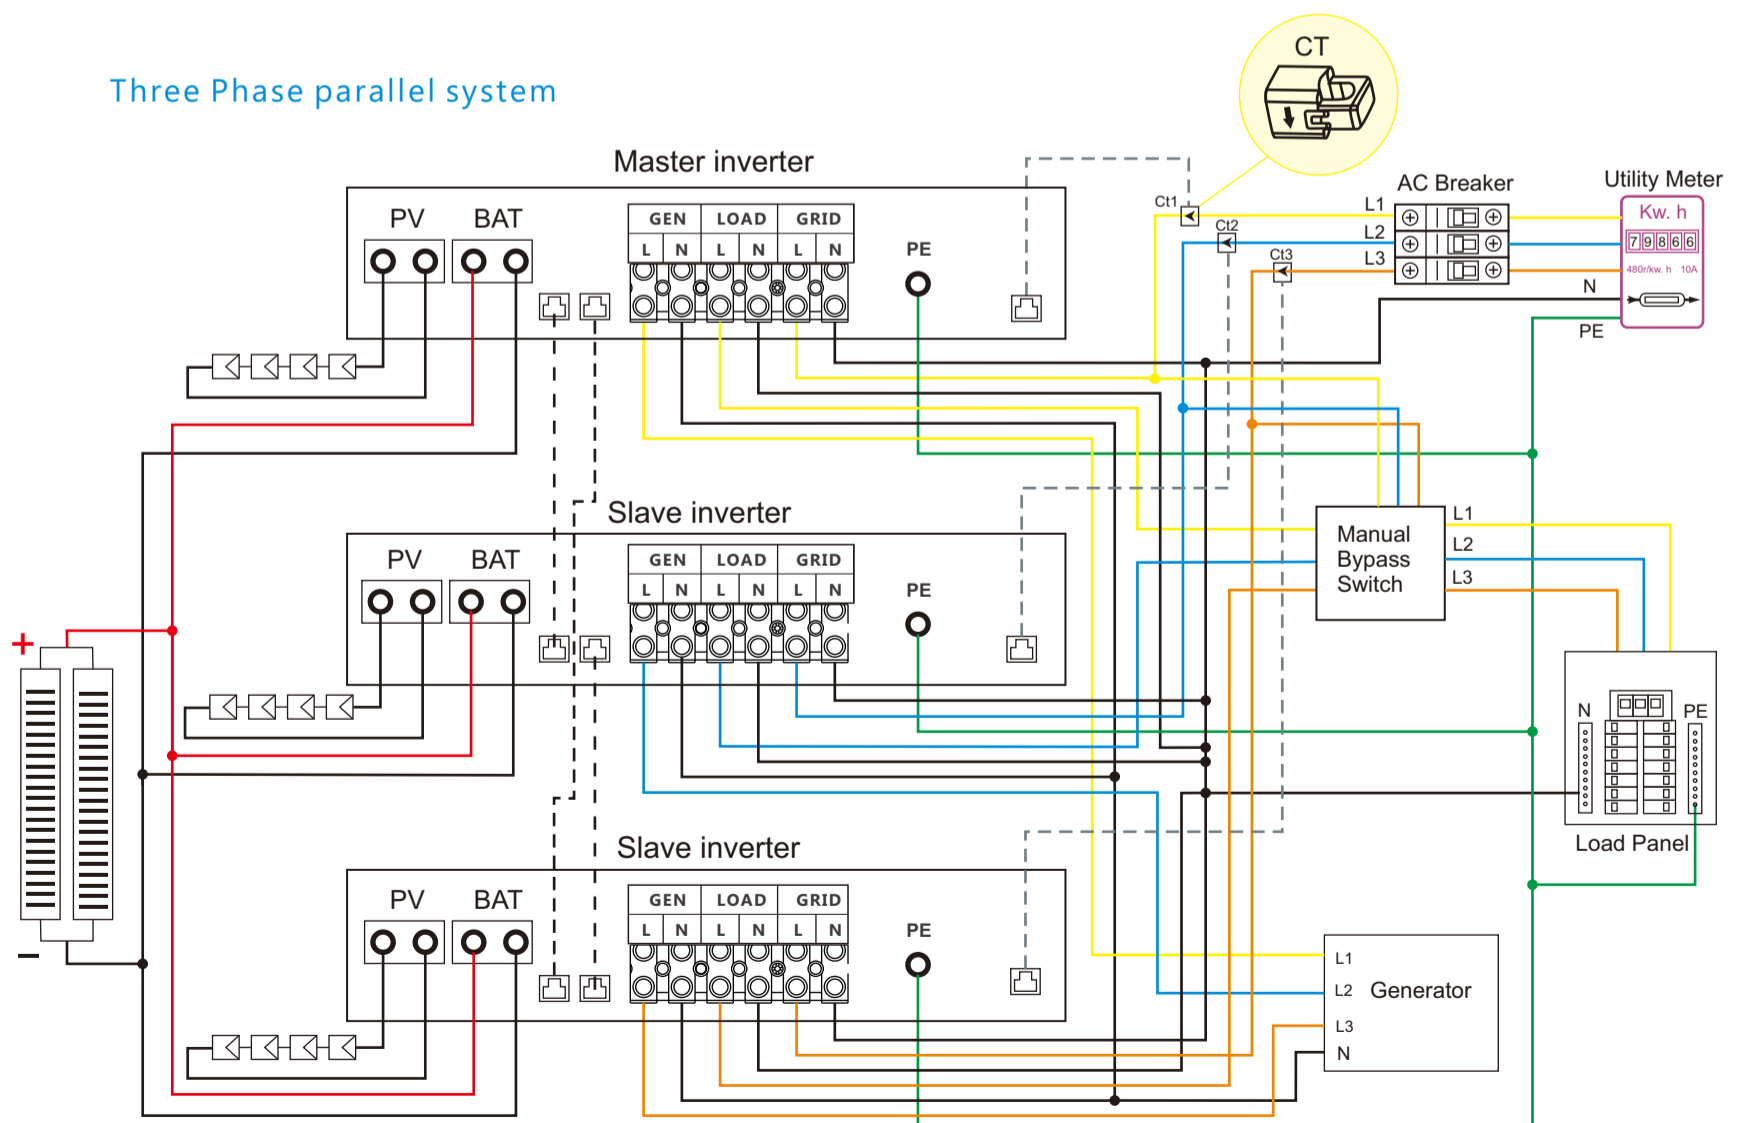 CT
Three Phase parallel system
Master inverter
AC Breaker
Utility Meter
PV BAT
GEN LOAD GRID
L N L N L N
PE
Ct1
Ct2
Ct3
L1
L2
L3
N
PE
Kw. h
79866
480r/kw. h 10A
Slave inverter
PV BAT
GEN LOAD GRID
L N L N L N
PE
Manual
Bypass
Switch
L1
L2
L3
+
−
N
PE
Load Panel
Slave inverter
PV BAT
GEN LOAD GRID
L N L N L N
PE
L1
L2
L3
N
Generator